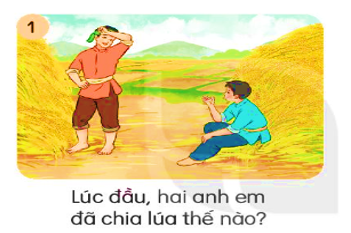 1
Lúc đầu, hai anh em
đã chia lúa thế nào?